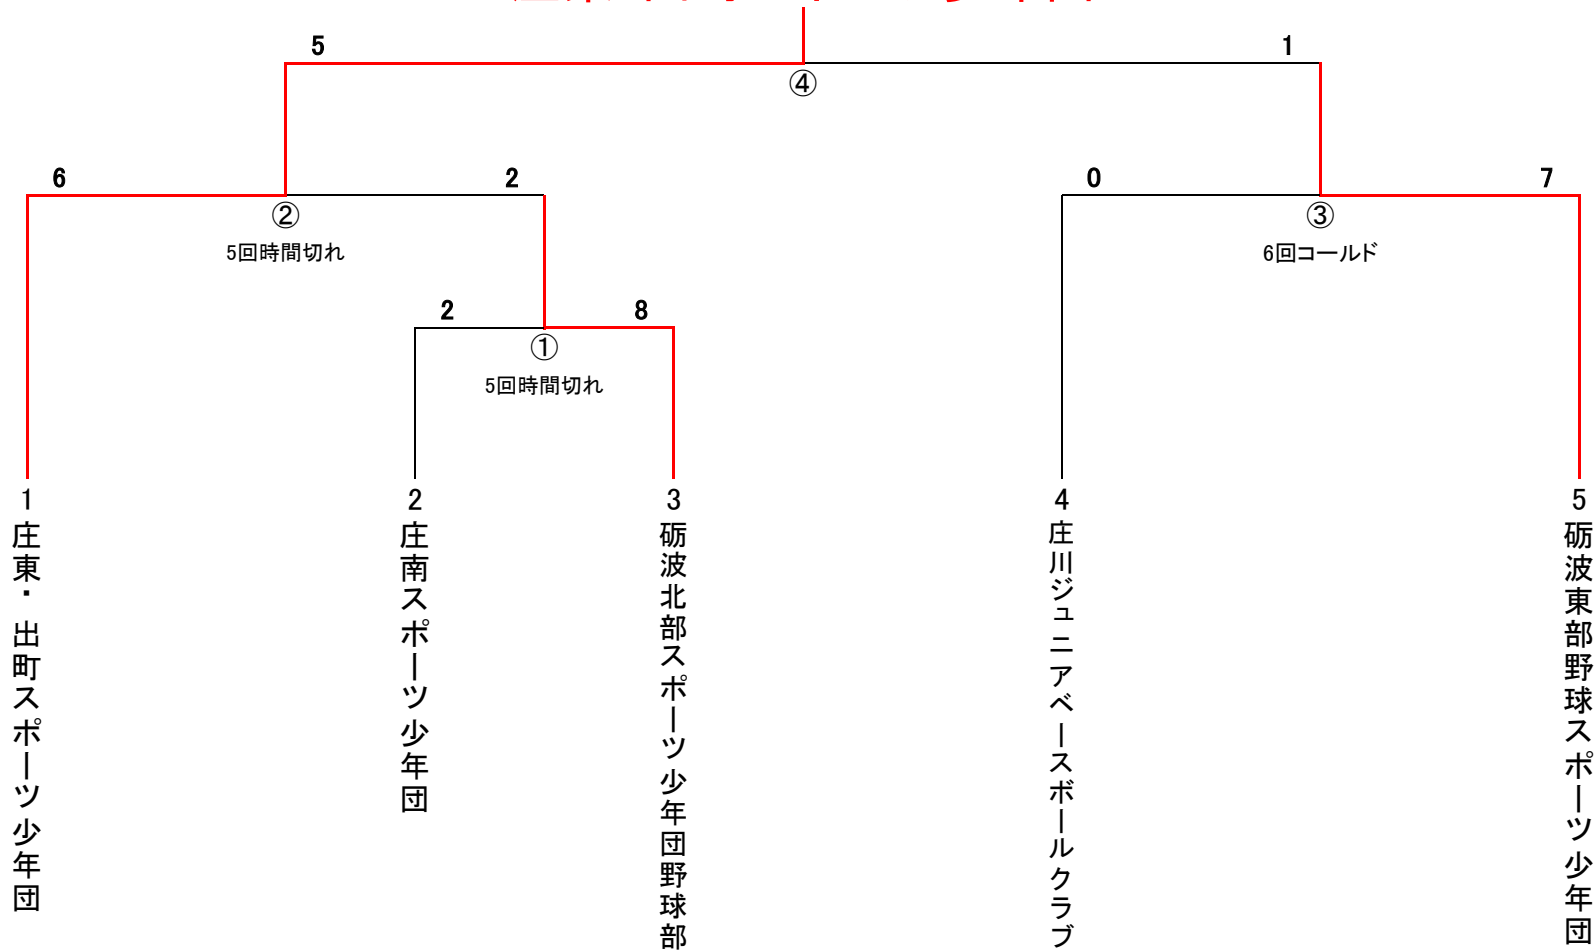 5
1
④
6
2
0
7
②
③
5回時間切れ
6回コールド
2
8
①
5回時間切れ
1
2
3
4
5
庄東・出町スポーツ少年団
庄南スポーツ少年団
砺波北部スポーツ少年団野球部
庄川ジュニアベースボールクラブ
砺波東部野球スポーツ少年団